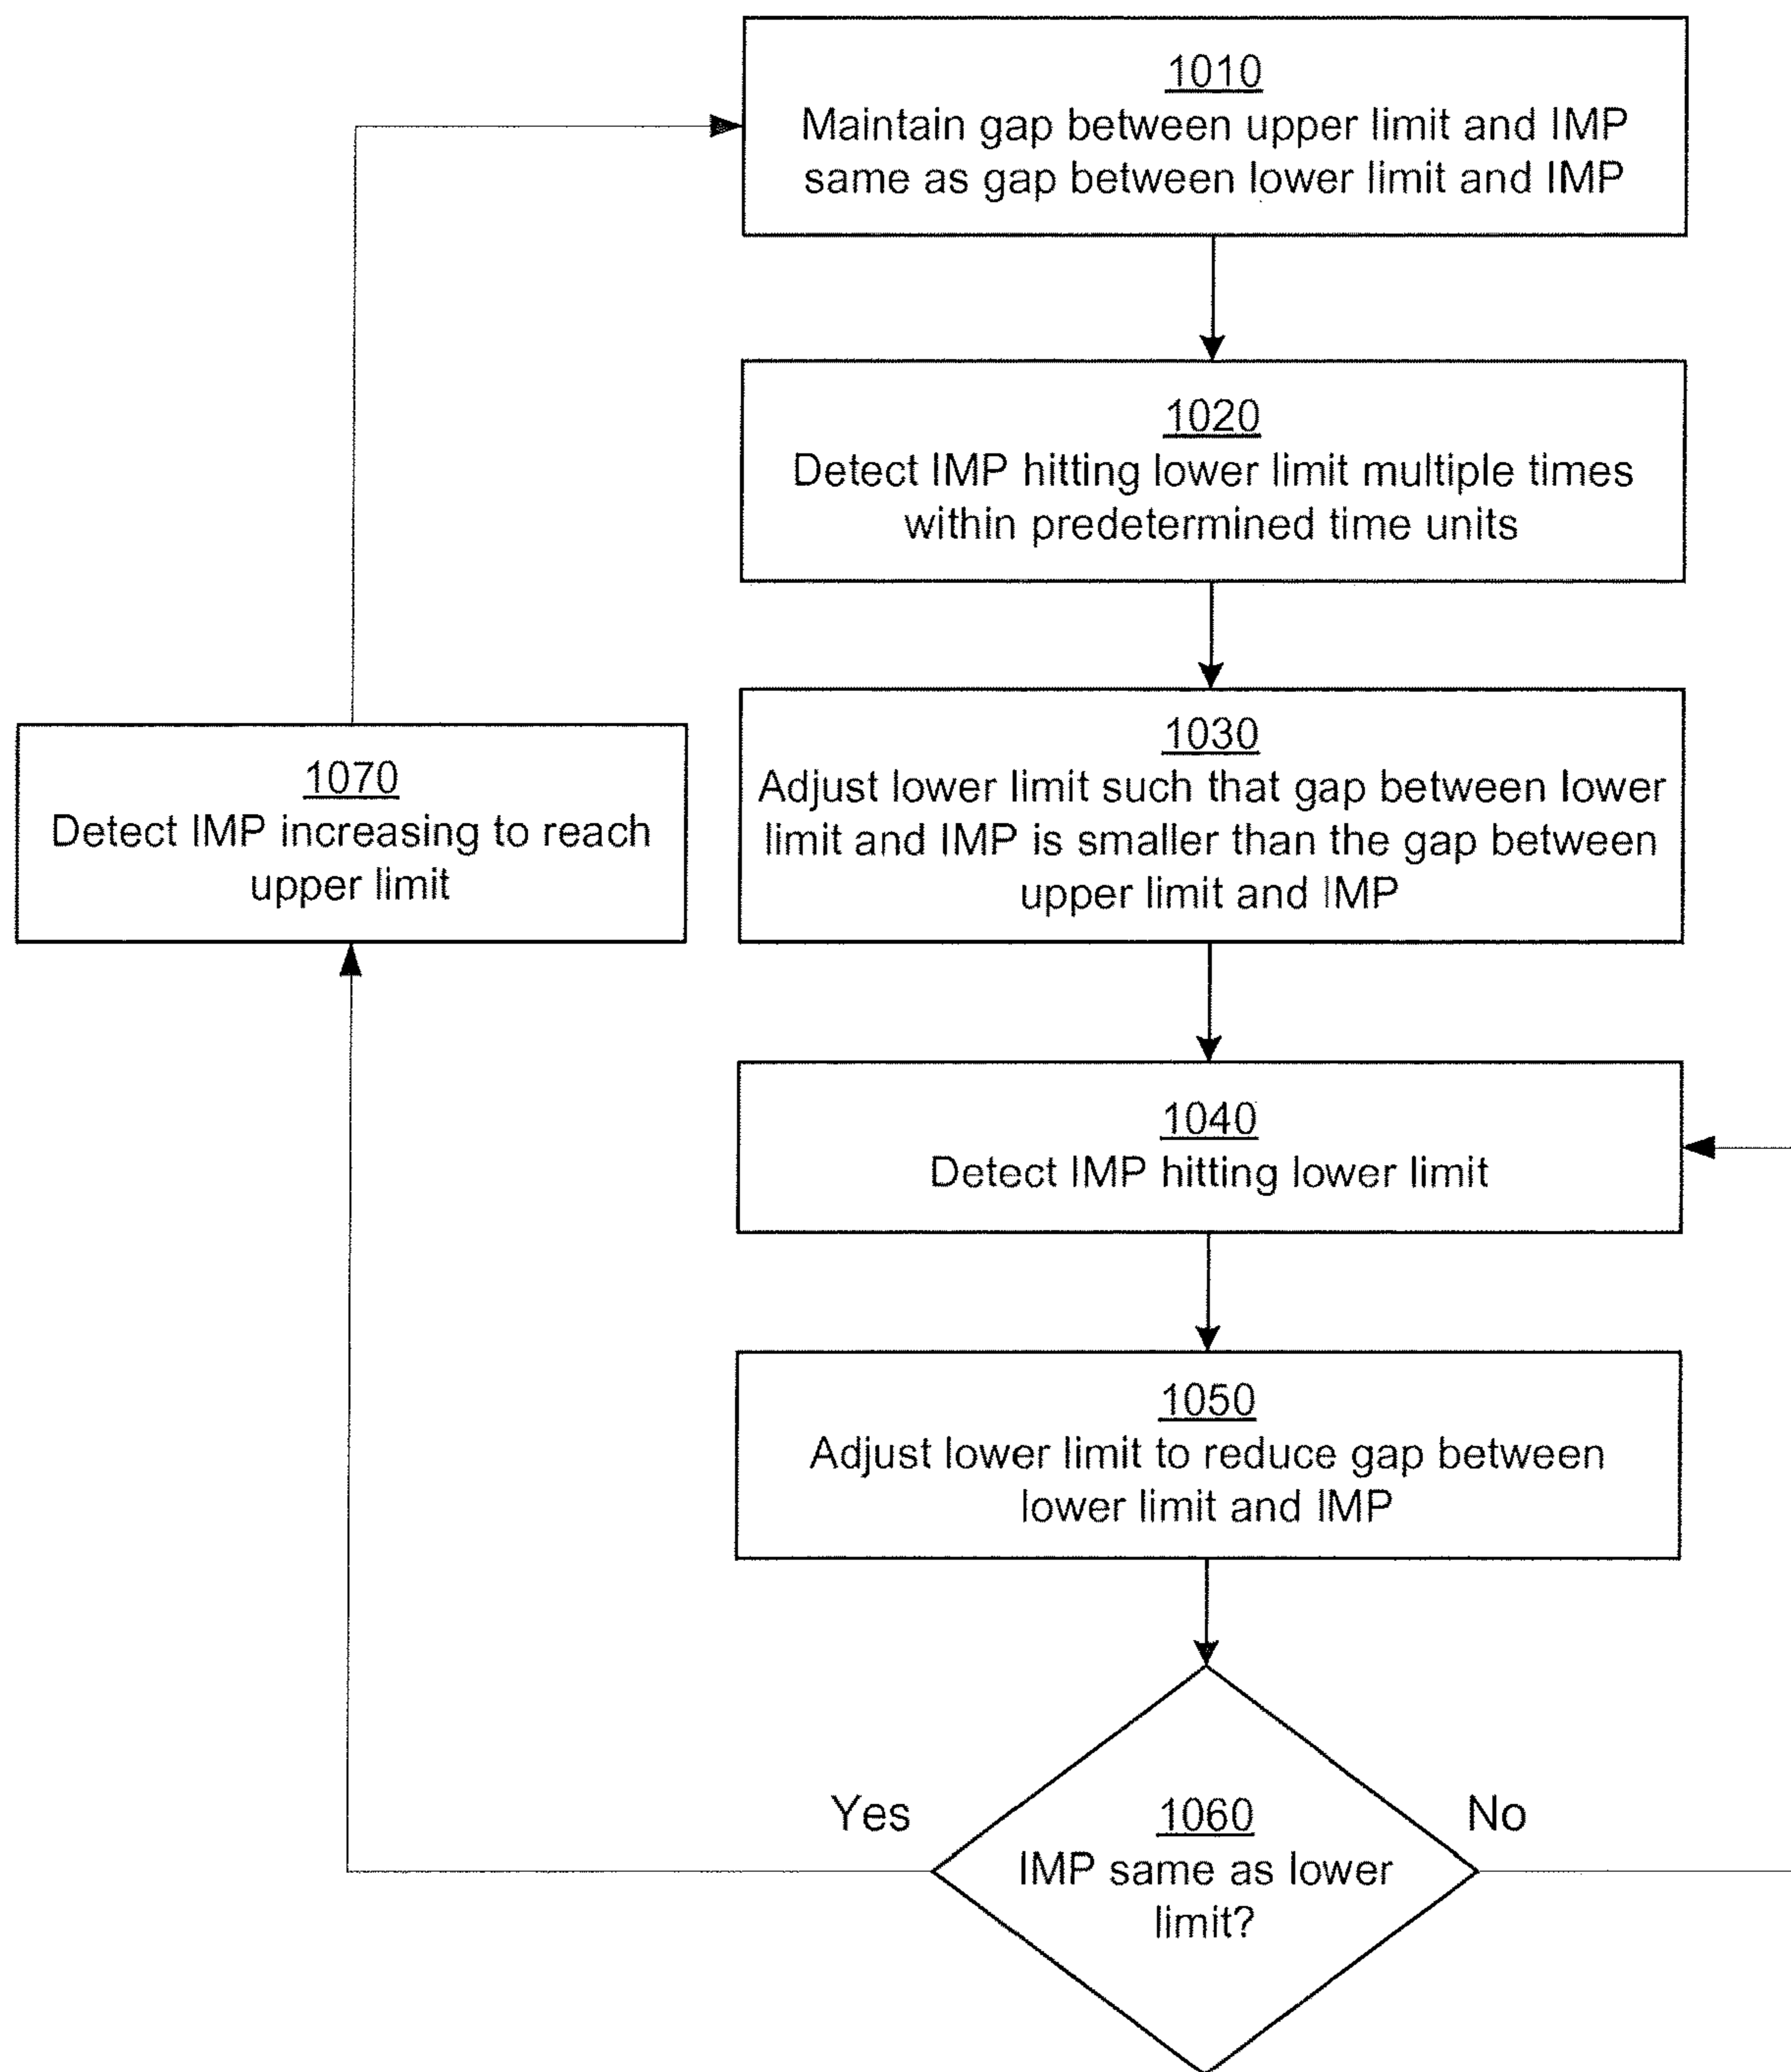 1010
Maintain gap between upper limit and IMP
same as gap between lower limit and IMP
1020
Detect IMP hitting lower limit multiple times
within predetermined time units
1030
Adjust lower limit such that gap between lower
limit and IMP is smaller than the gap between
upper limit and IMP
1070
Detect IMP increasing to reach
upper limit
1040
Detect IMP hitting lower limit
1050
Adjust lower limit to reduce gap between
lower limit and IMP
Yes
1060
IMP same as lower
limit?
No